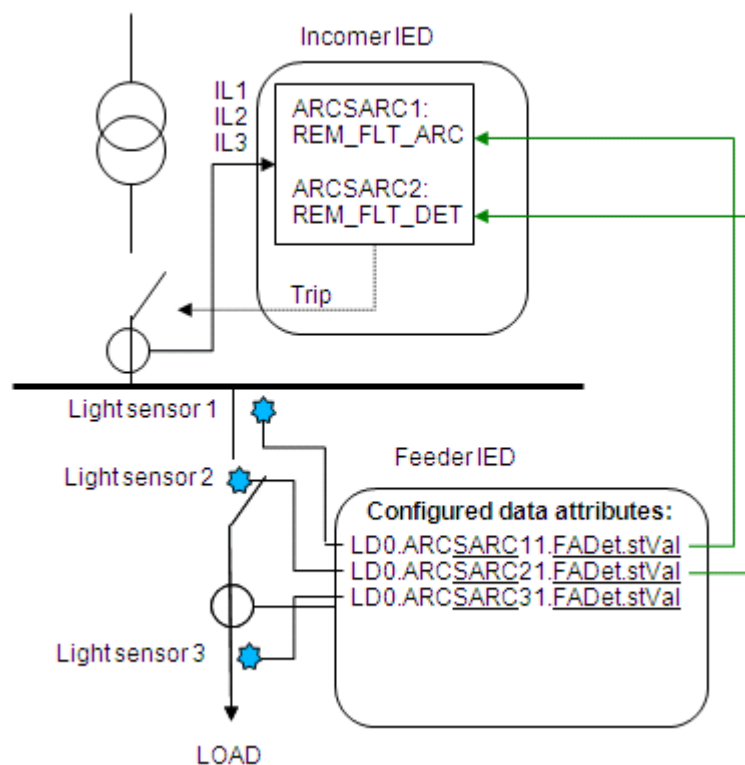 Incomer IED
IL1
IL2
IL3
ARCSARC1:
REM_FLT_ARC
ARCSARC2:
REM_FLT_DET
Trip
Light sensor 1
Light sensor 2
Feeder IED
Configured data attributes:
LD0.ARCSARC11.FADet.stVal
LD0.ARCSARC21.FADet.stVal
LD0.ARCSARC31.FADet.stVal
Light sensor 3
LOAD